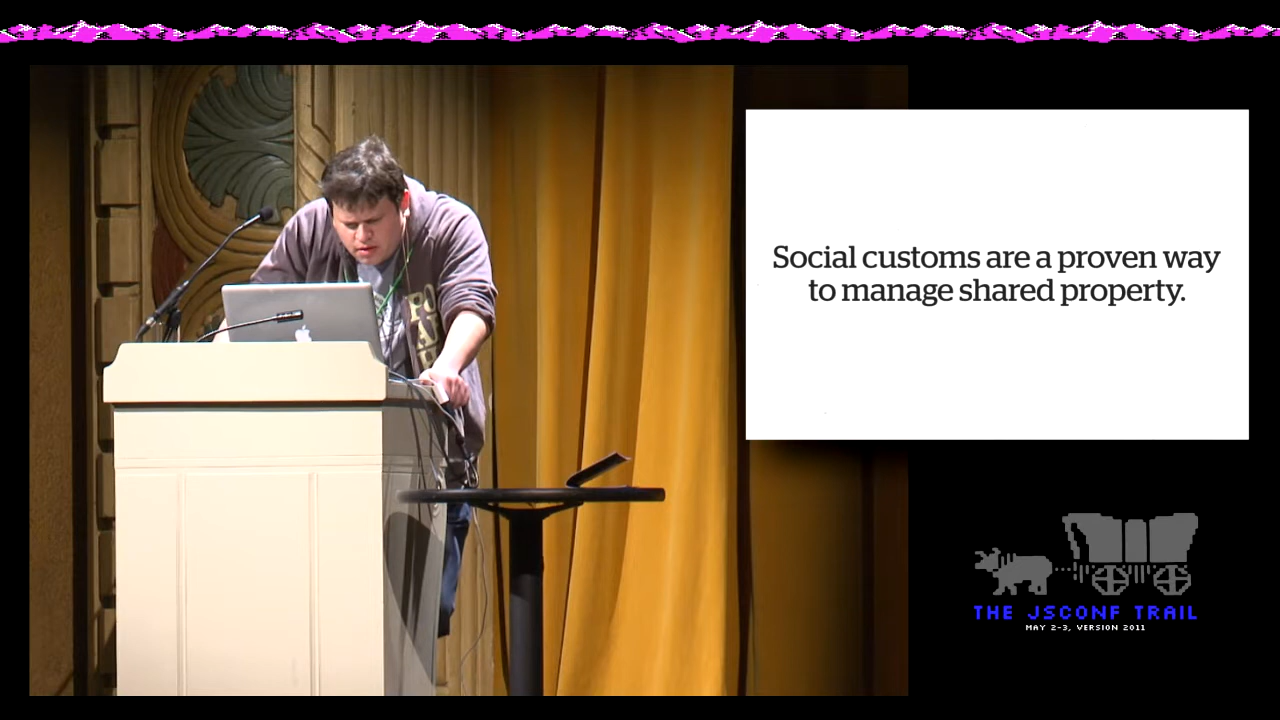 Social customs are a proven way
to manage shared property.
THE JSCONF TRAIL
MAY 2-3, VERSION 2011